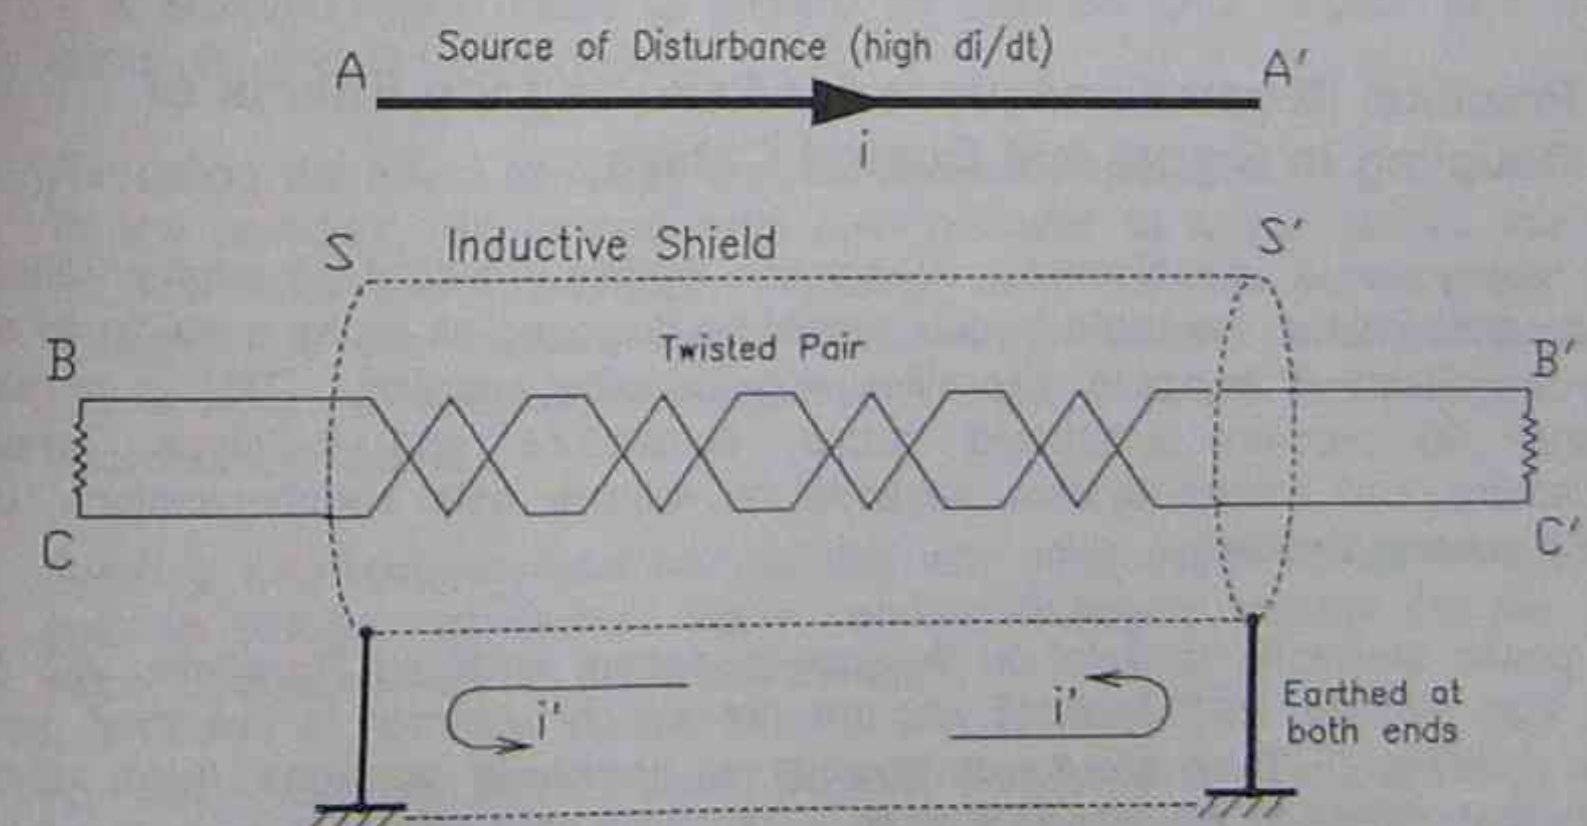 Source of Disturbance (high di/dt)
A
A'
i
S
Inductive Shield
S'
Twisted Pair
B
B'
C
C'
i'
i'
Earthed at
both ends